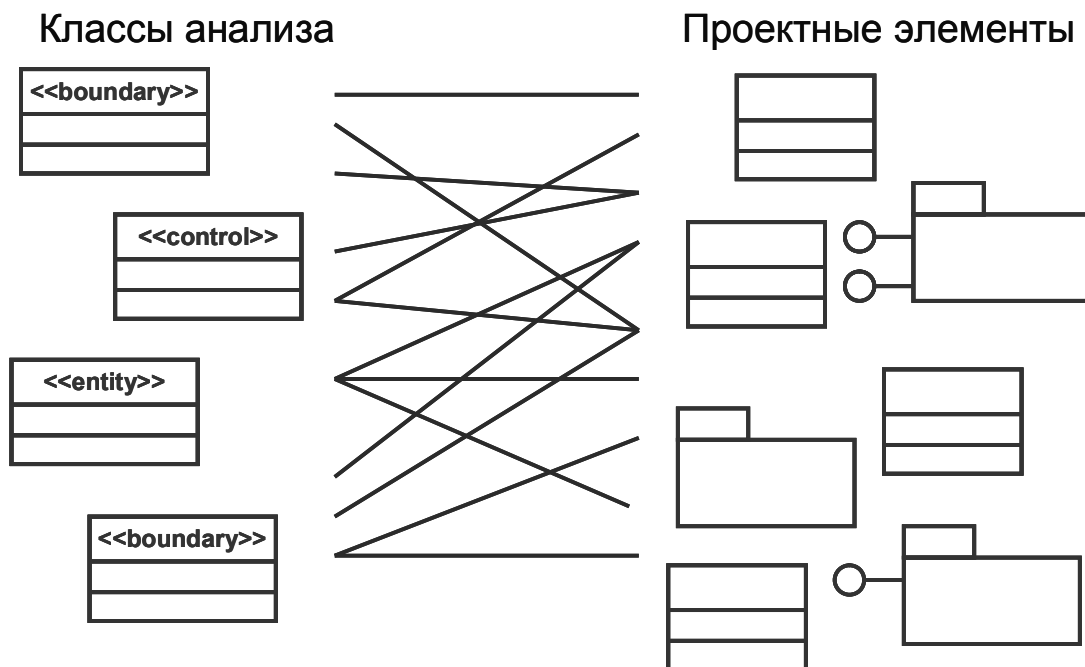 Классы анализа
Проектные элементы
<<boundary>>
<<control>>
<<entity>>
<<boundary>>